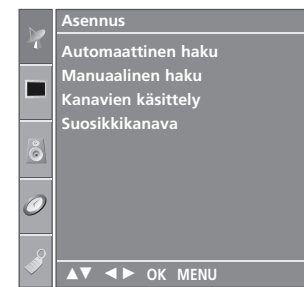 Asennus
Automaattinen haku
Manuaalinen haku
Kanavien käsittely
Suosikkikanava
▲▼ ◄► OK MENU